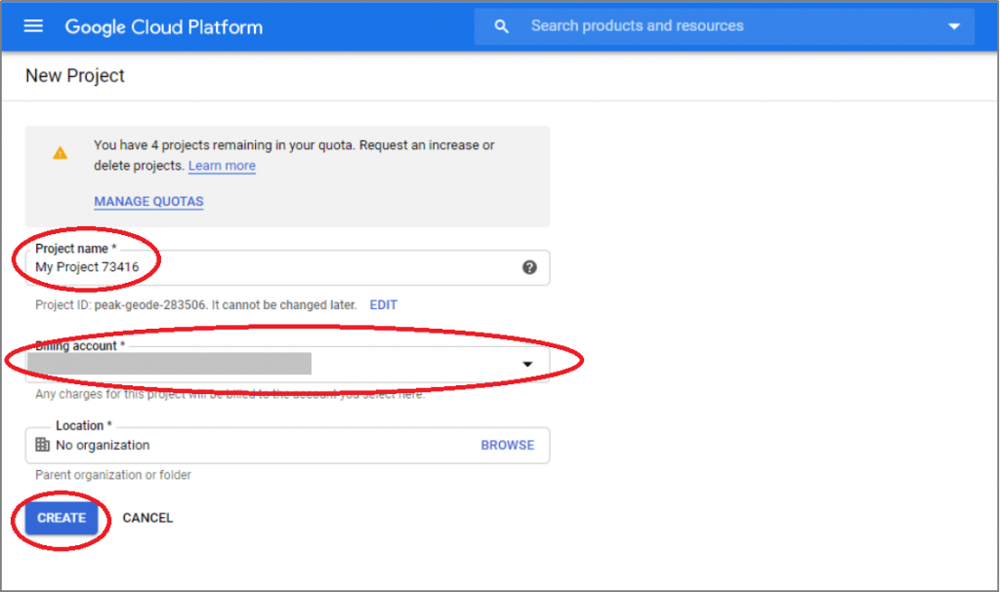 Google Cloud Platform
Search products and resources
New Project
You have 4 projects remaining in your quota. Request an increase or
delete projects. Learn more
MANAGE QUOTAS
Project name *
My Project 73416
Project ID: peak-geode-283506. It cannot be changed later. EDIT
Billing account *
Any charges for this project will be billed to the account you select here.
Location *
No organization
BROWSE
Parent organization or folder
CREATE
CANCEL